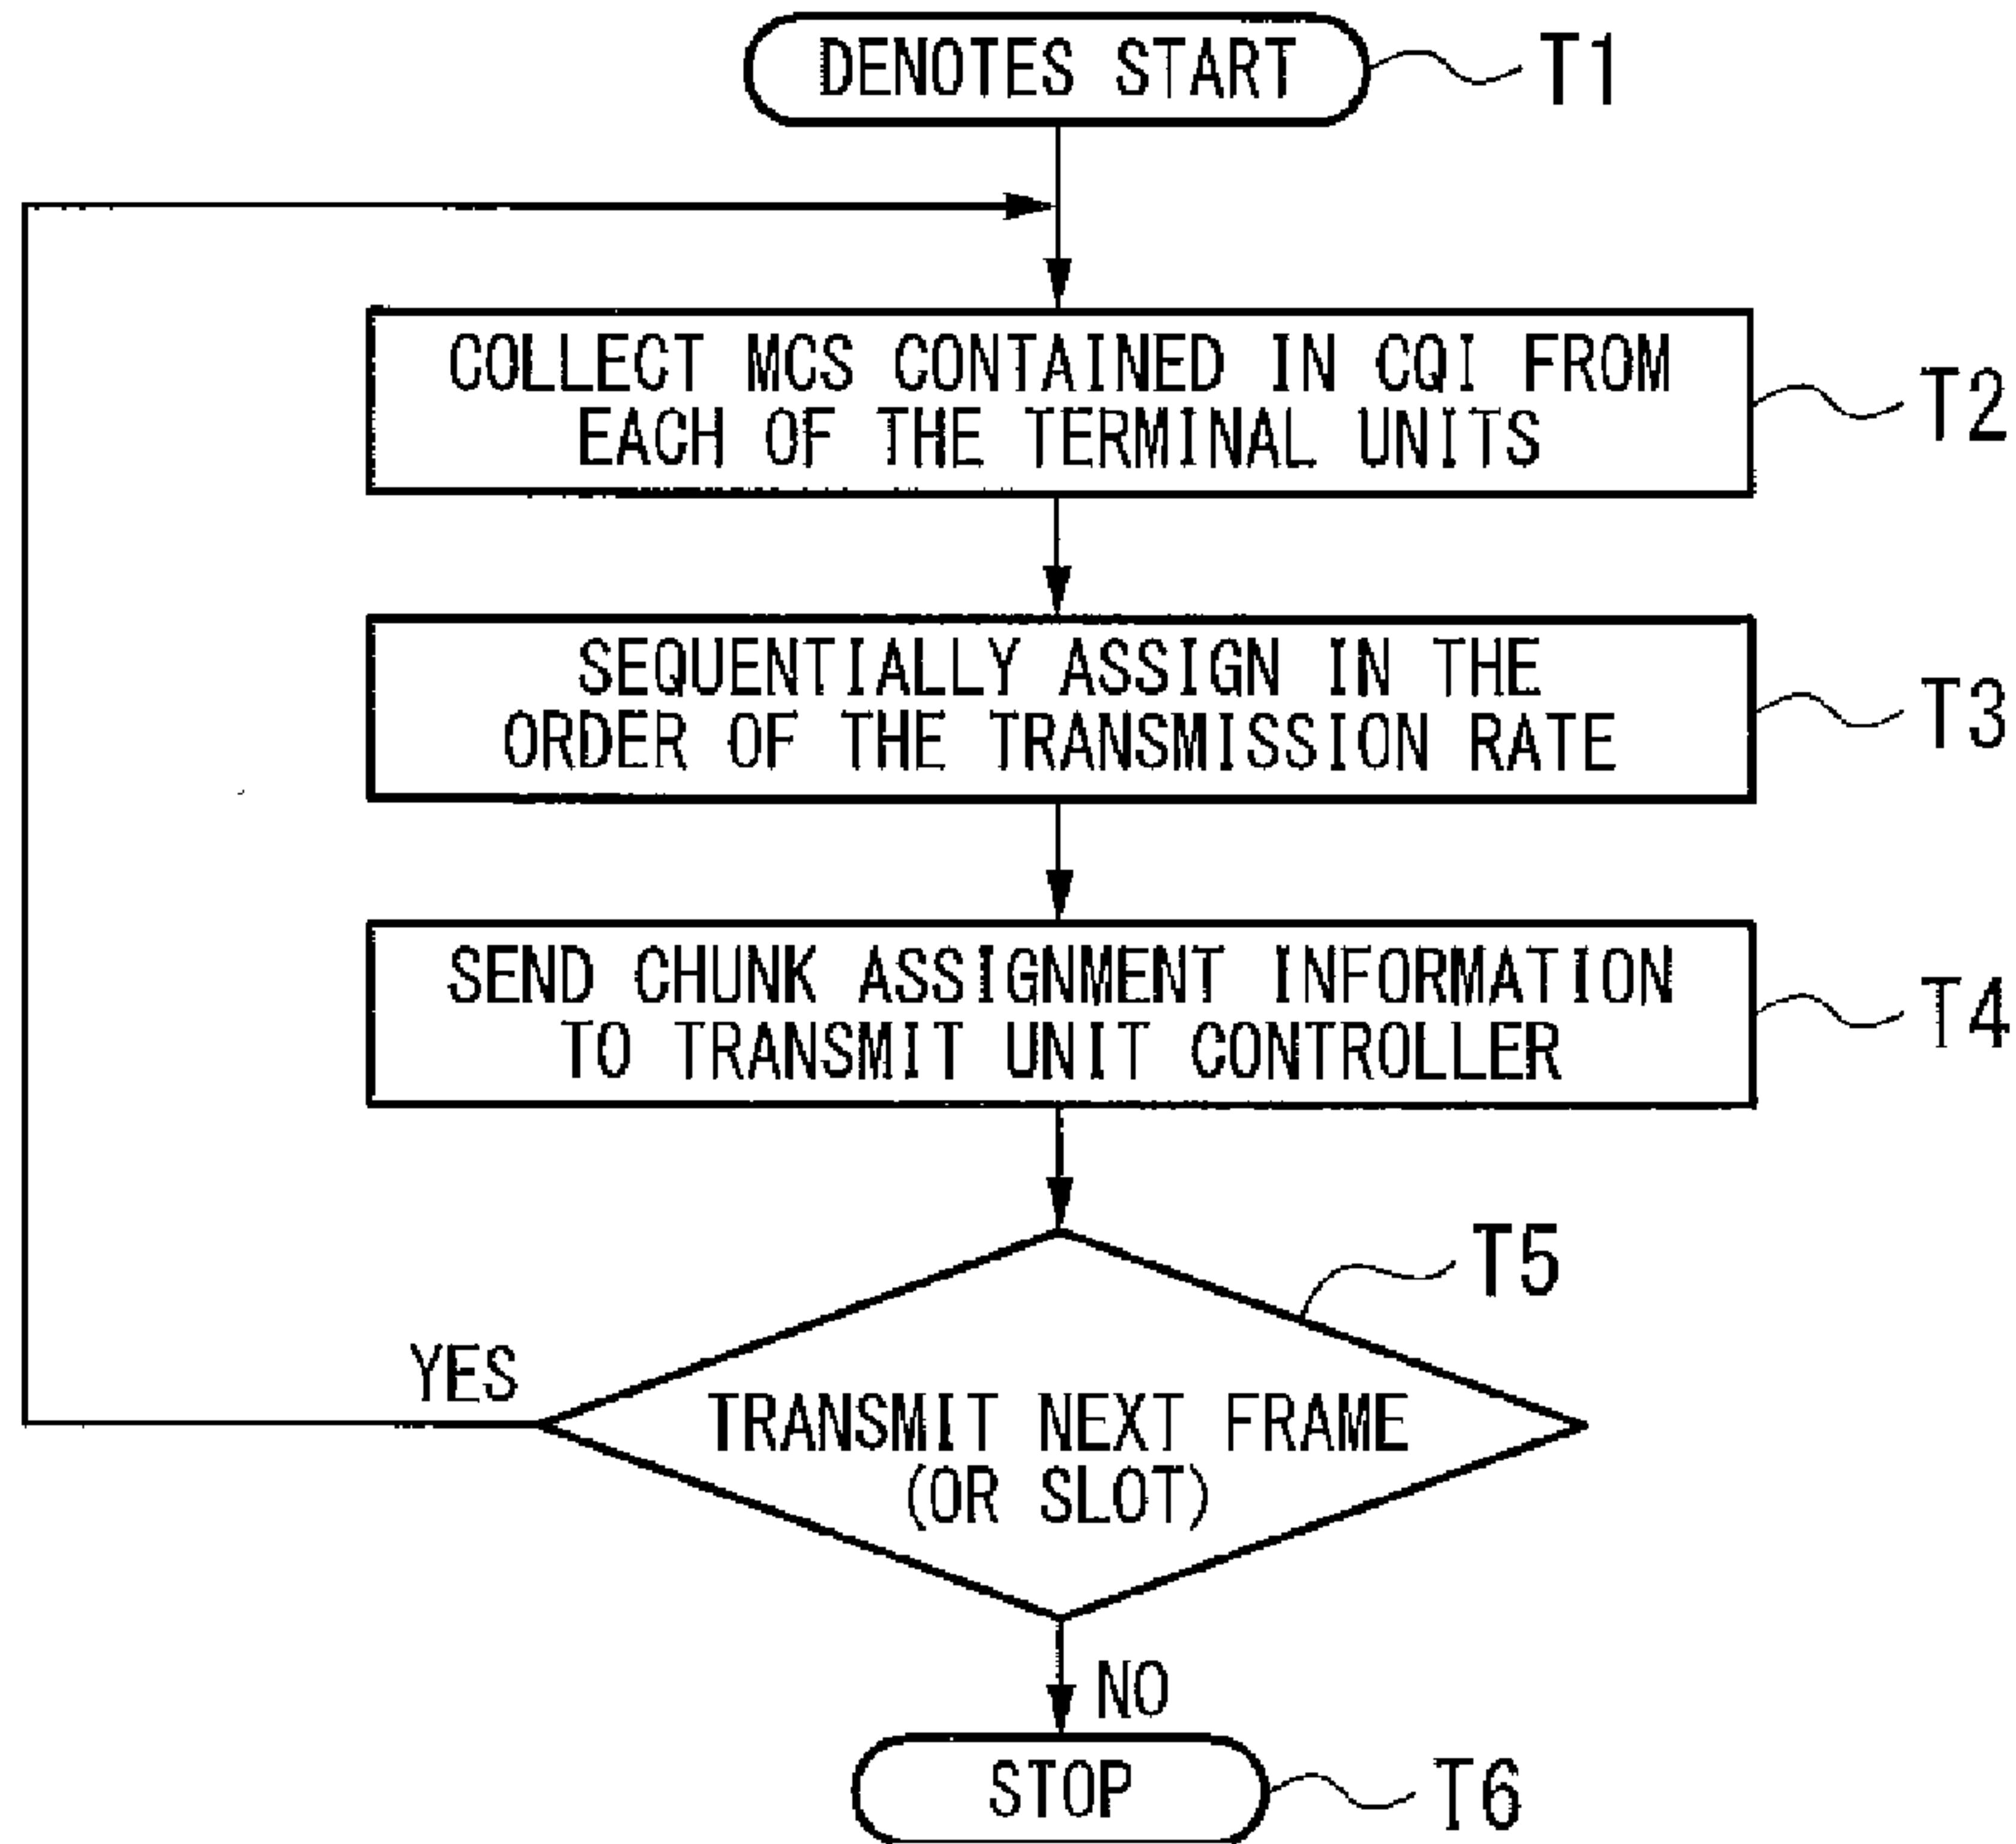 DENOTES START
T1
COLLECT MCS CONTAINED IN CQI FROM
EACH OF THE TERMINAL UNITS
T2
SEQUENTIALLY ASSIGN IN THE
ORDER OF THE TRANSMISSION RATE
T3
SEND CHUNK ASSIGNMENT INFORMATION
TO TRANSMIT UNIT CONTROLLER
T4
T5
YES
TRANSMIT NEXT FRAME
(OR SLOT)
NO
STOP
T6